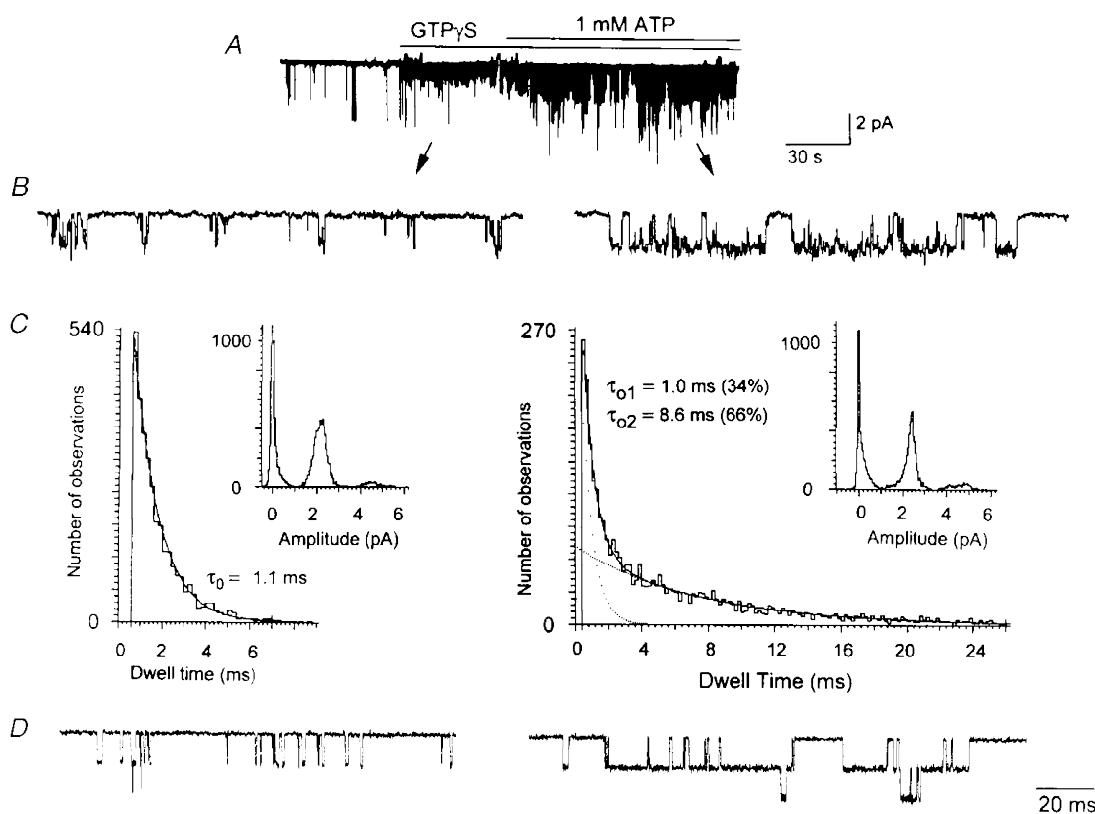 A
GTPγS
1 mM ATP
2 pA
30 s
B
C
540
Number of observations
0
0 2 4 6
Dwell time (ms)
τ0 = 1.1 ms
1000
0
0 2 4 6
Amplitude (pA)
270
Number of observations
0
0 4 8 12 16 20 24
Dwell Time (ms)
τo1 = 1.0 ms (34%)
τo2 = 8.6 ms (66%)
1000
0
0 2 4 6
Amplitude (pA)
D
20 ms